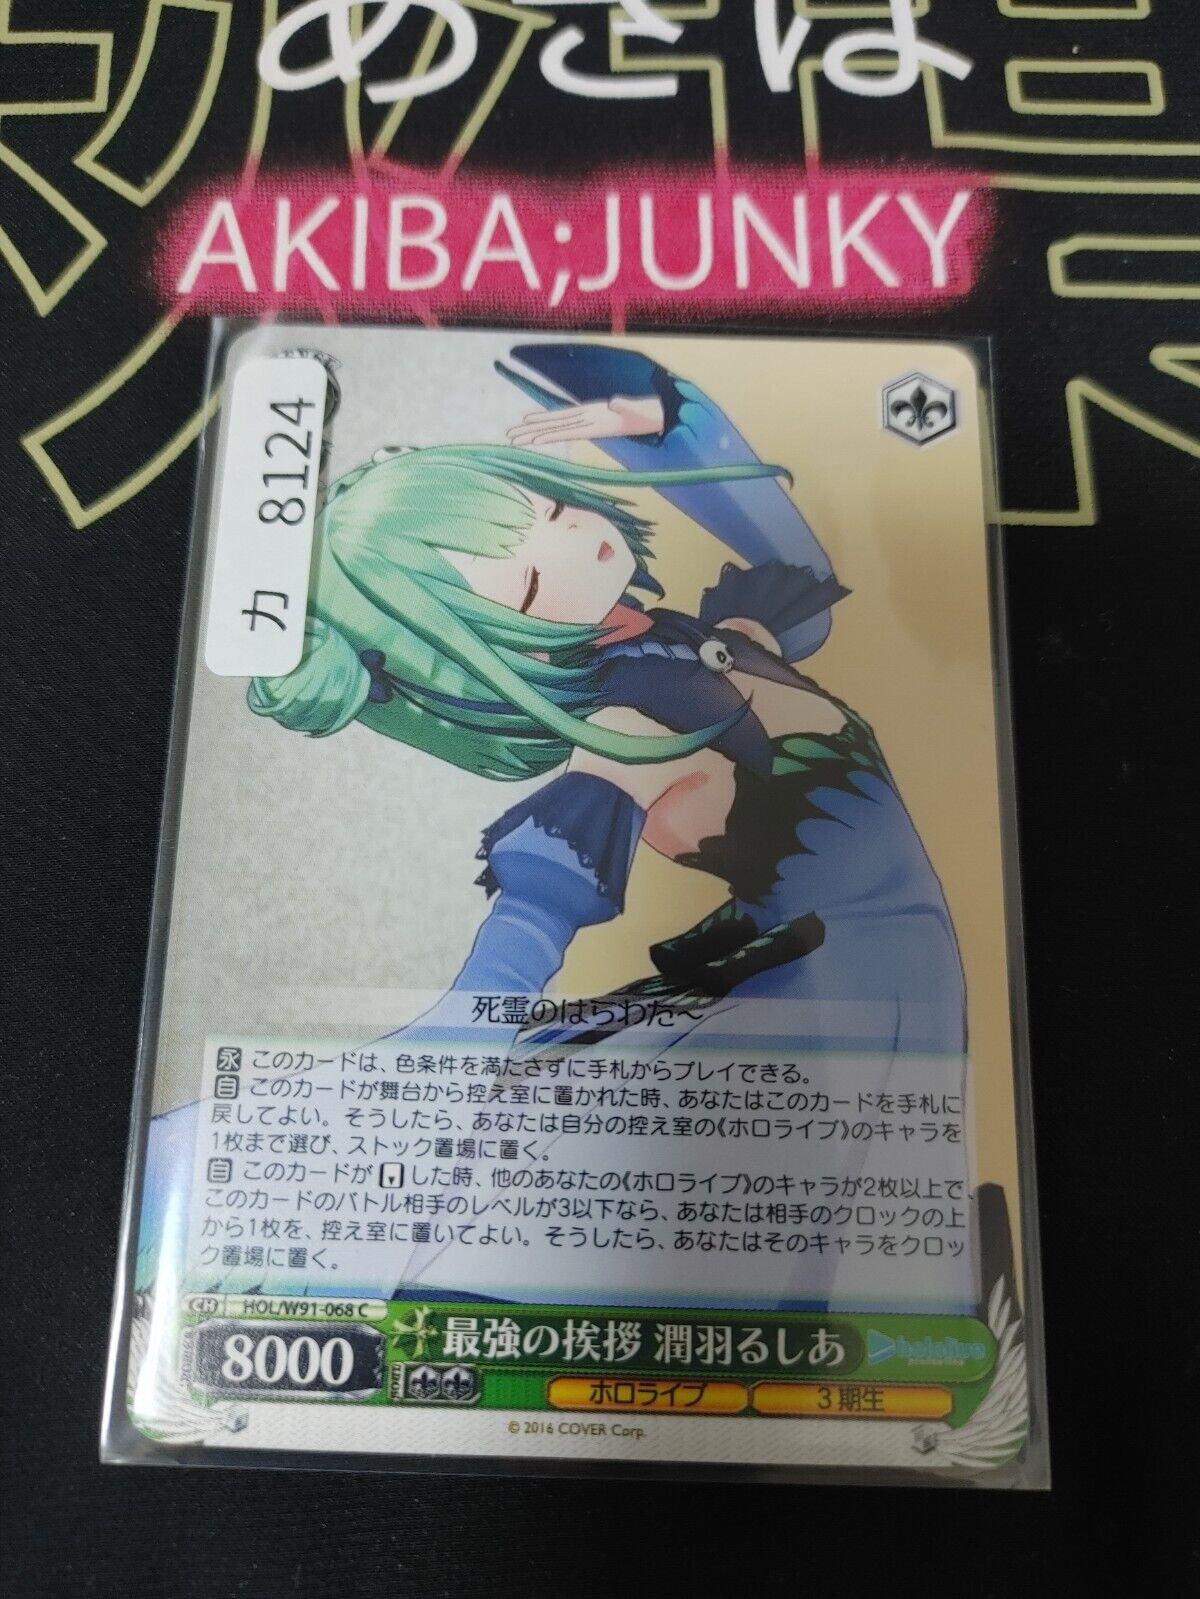 あきば
AKIBA;JUNKY
カ 8124
死霊のはらわた~
永 このカードは、色条件を満たさずに手札からプレイできる。
自 このカードが舞台から控え室に置かれた時、あなたはこのカードを手札に
戻してよい。そうしたら、あなたは自分の控え室の《ホロライブ》のキャラを
1枚まで選び、ストック置場に置く。
自 このカードがした時、他のあなたの《ホロライブ》のキャラが2枚以上で、
このカードのバトル相手のレベルが3以下なら、あなたは相手のクロックの上
から1枚を、控え室に置いてよい。そうしたら、あなたはそのキャラをクロッ
ク置場に置く。
HOL/W91-068 C
8000
最強の挨拶 潤羽るしあ
hololive
production
ホロライブ
3期生
© 2016 COVER Corp.